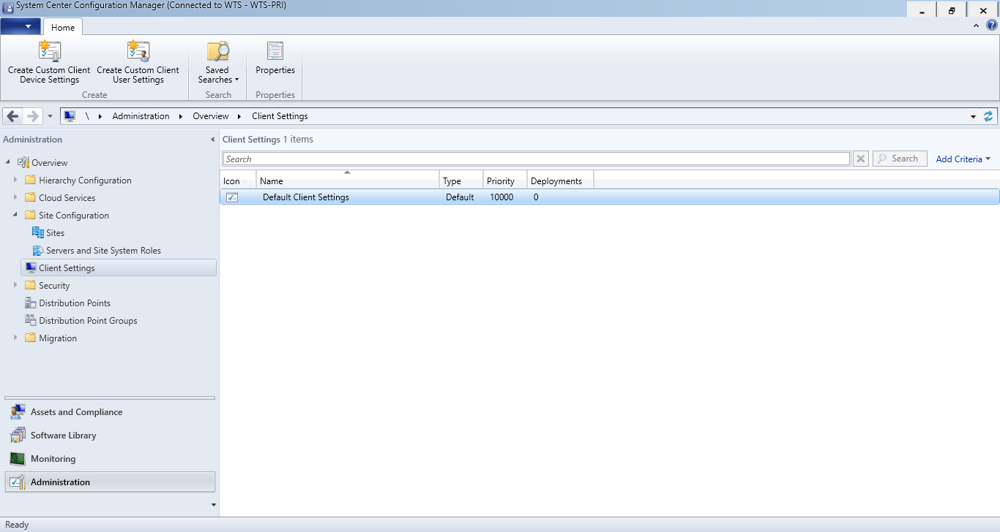 System Center Configuration Manager (Connected to WTS - WTS-PRI)
Home
Create Custom Client
Device Settings
Create Custom Client
User Settings
Saved
Searches
Properties
Create
Search
Properties
\ Administration Overview Client Settings
Administration
Client Settings 1 items
Search
Search
Add Criteria
Overview
Hierarchy Configuration
Cloud Services
Site Configuration
Sites
Servers and Site System Roles
Client Settings
Security
Distribution Points
Distribution Point Groups
Migration
Icon Name Type Priority Deployments
Default Client Settings Default 10000 0
Assets and Compliance
Software Library
Monitoring
Administration
Ready